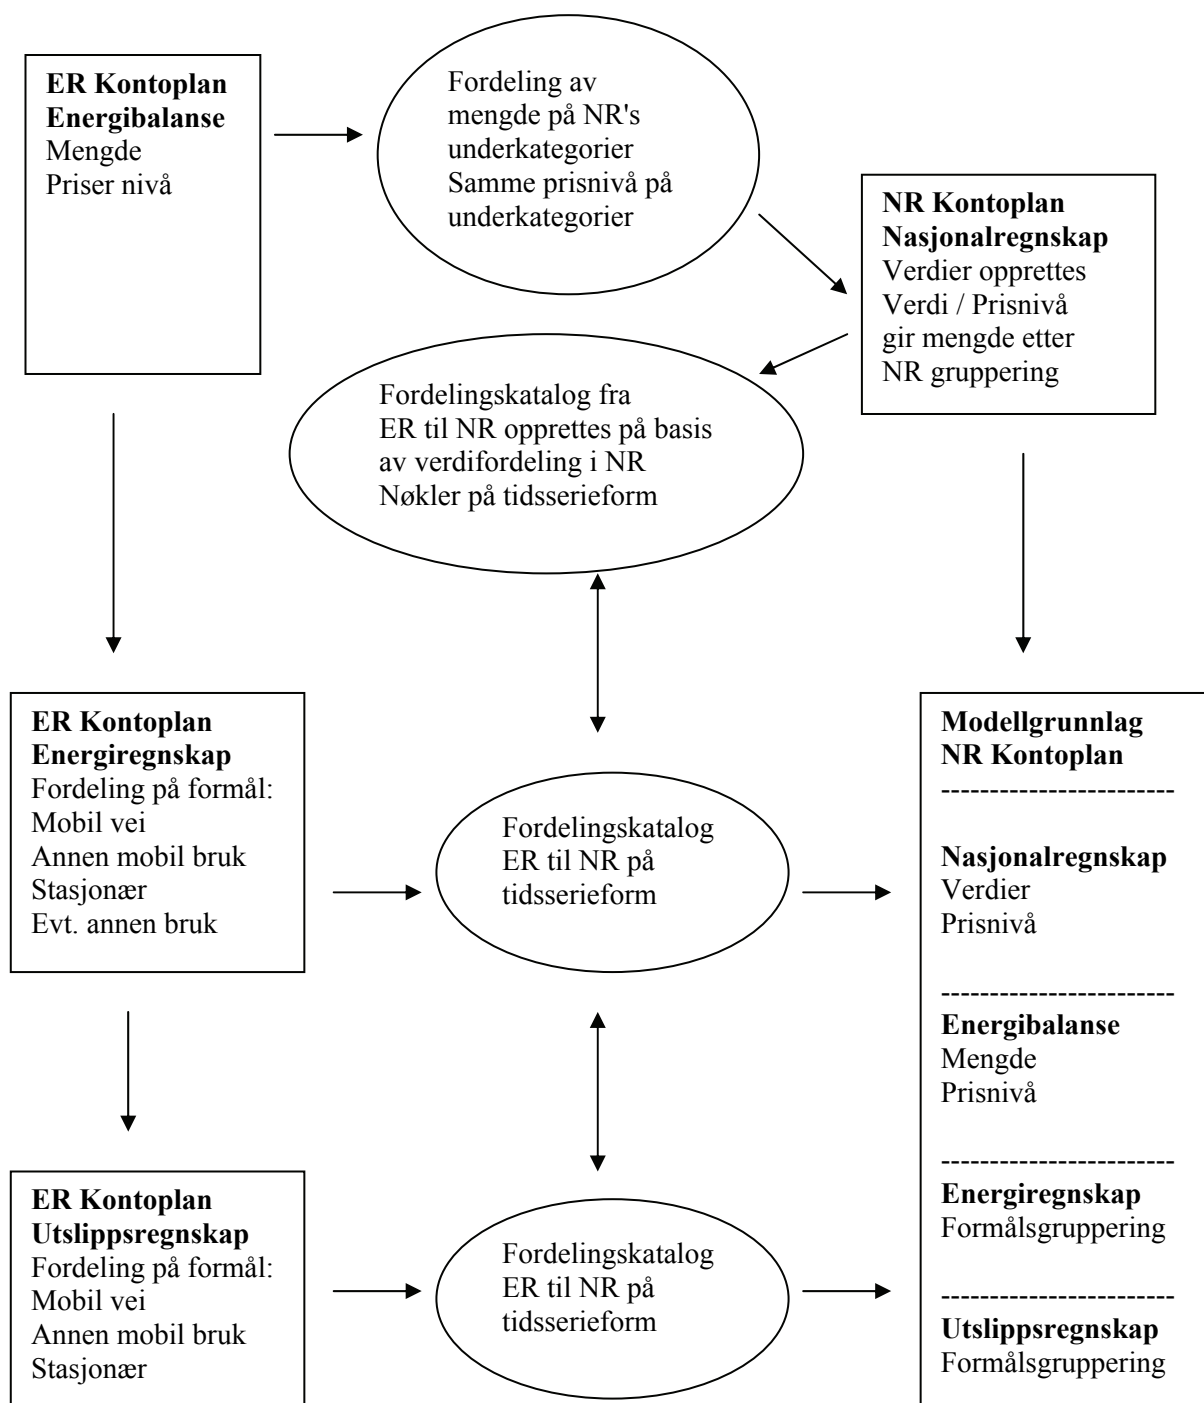 ER Kontoplan
Energibalanse
Mengde
Priser nivå
Fordeling av
mengde på NR's
underkategorier
Samme prisnivå på
underkategorier
NR Kontoplan
Nasjonalregnskap
Verdier opprettes
Verdi / Prisnivå
gir mengde etter
NR gruppering
Fordelingskatalog fra
ER til NR opprettes på basis
av verdifordeling i NR
Nøkler på tidsserieform
ER Kontoplan
Energiregnskap
Fordeling på formål:
Mobil vei
Annen mobil bruk
Stasjonær
Evt. annen bruk
Fordelingskatalog
ER til NR på
tidsserieform
Modellgrunnlag
NR Kontoplan
------------------------
Nasjonalregnskap
Verdier
Prisnivå
------------------------
Energibalanse
Mengde
Prisnivå
------------------------
Energiregnskap
Formålsgruppering
------------------------
Utslippsregnskap
Formålsgruppering
ER Kontoplan
Utslippsregnskap
Fordeling på formål:
Mobil vei
Annen mobil bruk
Stasjonær
Fordelingskatalog
ER til NR på
tidsserieform